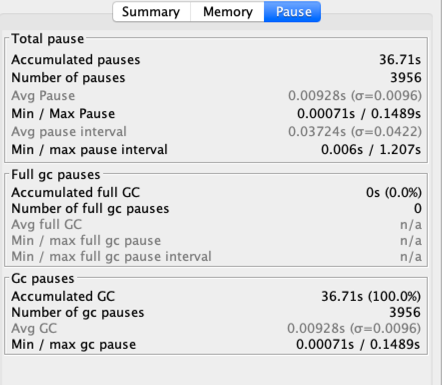 Summary Memory Pause
Total pause
Accumulated pauses 36.71s
Number of pauses 3956
Avg Pause 0.00928s (σ=0.0096)
Min / Max Pause 0.00071s / 0.1489s
Avg pause interval 0.03724s (σ=0.0422)
Min / max pause interval 0.006s / 1.207s
Full gc pauses
Accumulated full GC 0s (0.0%)
Number of full gc pauses 0
Avg full GC n/a
Min / max full gc pause n/a
Min / max full gc pause interval n/a
Gc pauses
Accumulated GC 36.71s (100.0%)
Number of gc pauses 3956
Avg GC 0.00928s (σ=0.0096)
Min / max gc pause 0.00071s / 0.1489s